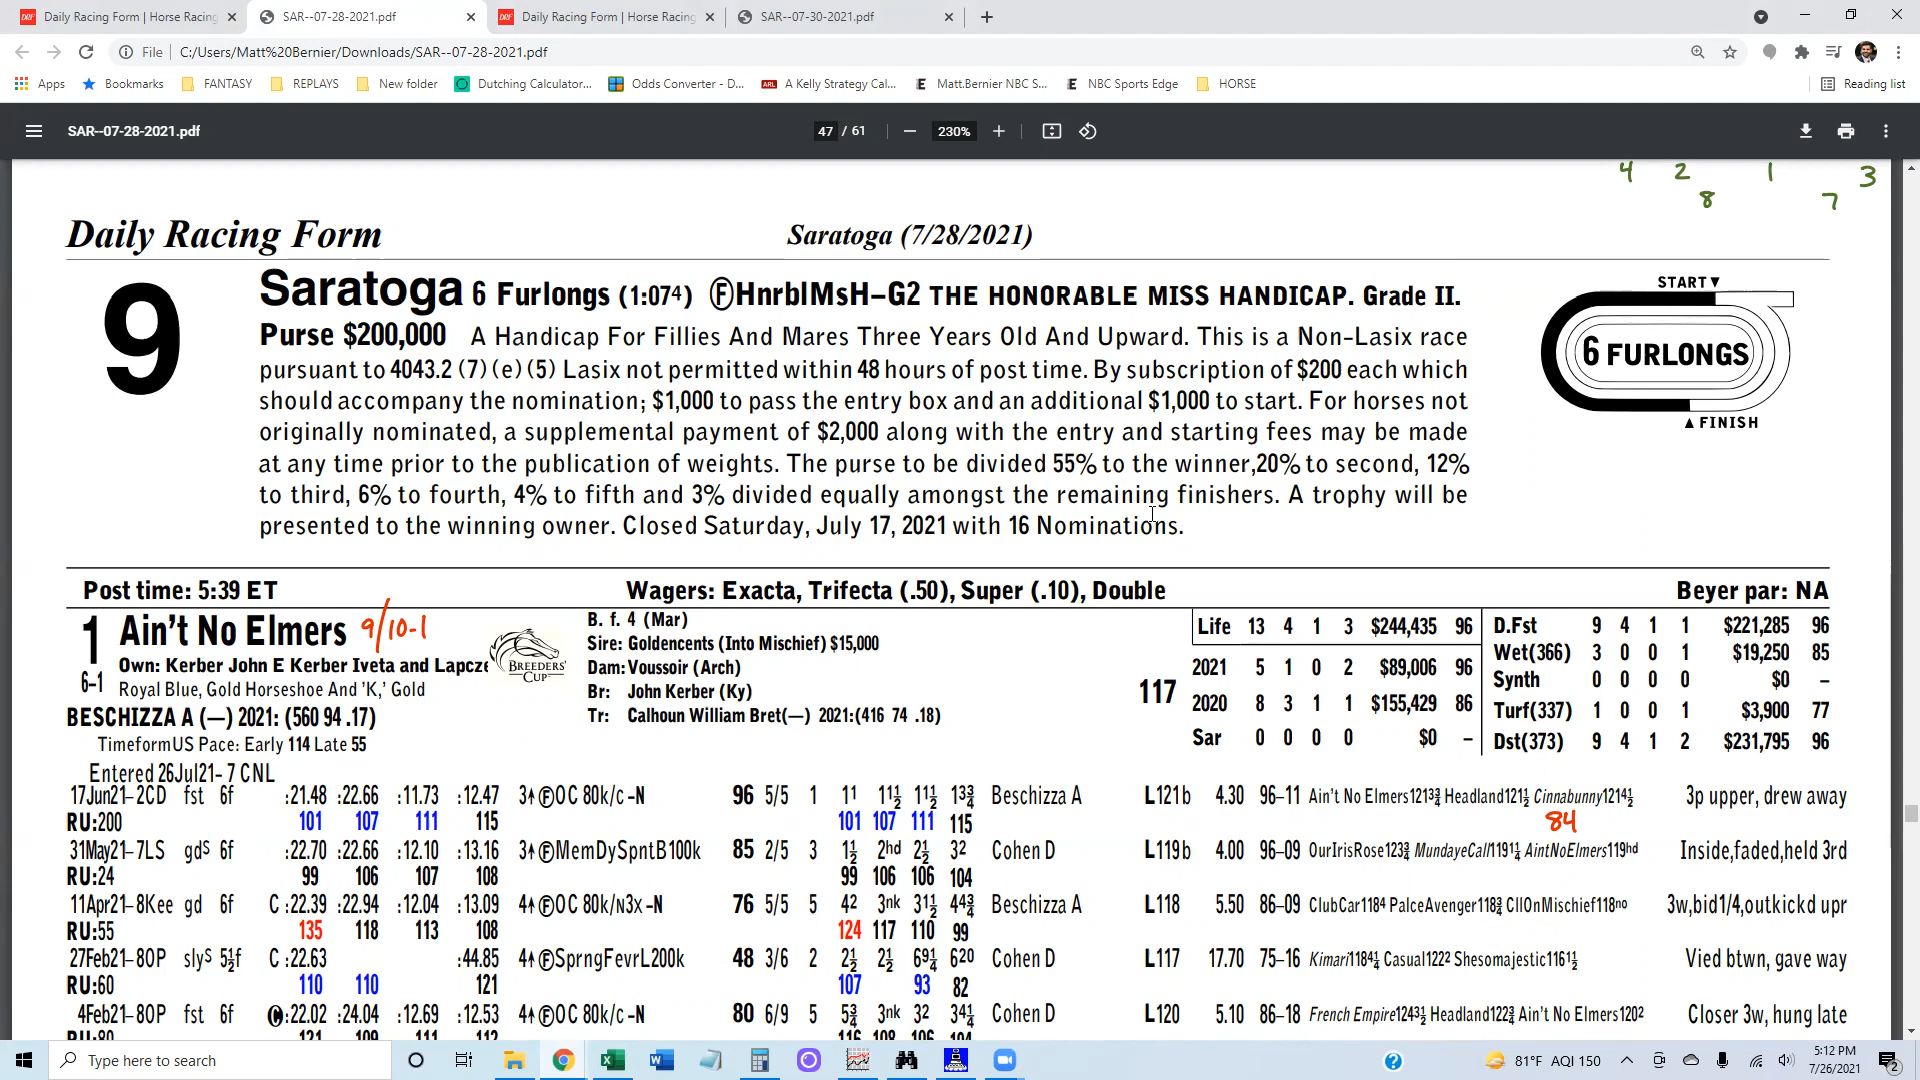 Daily Racing Form | Horse Racing
SAR--07-28-2021.pdf
Daily Racing Form | Horse Racing
SAR--07-30-2021.pdf
File C:/Users/Matt%20Bernier/Downloads/SAR--07-28-2021.pdf
Apps Bookmarks FANTASY REPLAYS New folder Dutching Calculator... Odds Converter - D... A Kelly Strategy Cal... Matt.Bernier NBC S... NBC Sports Edge HORSE Reading list
SAR--07-28-2021.pdf 47 / 61 230%
4 2 1 3
8 7
Daily Racing Form Saratoga (7/28/2021)
9
Saratoga 6 Furlongs (1:07⁴) ⒻHnrblMsH–G2 THE HONORABLE MISS HANDICAP. Grade II.
Purse $200,000 A Handicap For Fillies And Mares Three Years Old And Upward. This is a Non-Lasix race
pursuant to 4043.2 (7)(e)(5) Lasix not permitted within 48 hours of post time. By subscription of $200 each which
should accompany the nomination; $1,000 to pass the entry box and an additional $1,000 to start. For horses not
originally nominated, a supplemental payment of $2,000 along with the entry and starting fees may be made
at any time prior to the publication of weights. The purse to be divided 55% to the winner,20% to second, 12%
to third, 6% to fourth, 4% to fifth and 3% divided equally amongst the remaining finishers. A trophy will be
presented to the winning owner. Closed Saturday, July 17, 2021 with 16 Nominations.
START▼
6 FURLONGS
▲FINISH
Post time: 5:39 ET Wagers: Exacta, Trifecta (.50), Super (.10), Double Beyer par: NA
1 Ain't No Elmers 9/10-1
6–1
Own: Kerber John E Kerber Iveta and Lapcze
Royal Blue, Gold Horseshoe And 'K,' Gold
BESCHIZZA A (—) 2021: (560 94 .17)
TimeformUS Pace: Early 114 Late 55
Entered 26Jul21– 7 CNL
BREEDERS' CUP
B. f. 4 (Mar)
Sire: Goldencents (Into Mischief) $15,000
Dam: Voussoir (Arch)
Br: John Kerber (Ky)
Tr: Calhoun William Bret(—) 2021:(416 74 .18)
117
Life 13 4 1 3 $244,435 96
2021 5 1 0 2 $89,006 96
2020 8 3 1 1 $155,429 86
Sar 0 0 0 0 $0 –
D.Fst 9 4 1 1 $221,285 96
Wet(366) 3 0 0 1 $19,250 85
Synth 0 0 0 0 $0 –
Turf(337) 1 0 0 1 $3,900 77
Dst(373) 9 4 1 2 $231,795 96
17Jun21–2CD fst 6f :21.48 :22.66 :11.73 :12.47 3↑ ⒻOC 80k/c –N 96 5/5 1 1¹ 1¹½ 1¹½ 1³¾ Beschizza A L121b 4.30 96–11 Ain't No Elmers121³¾ Headland121½ Cinnabunny121⁴½ 3p upper, drew away
RU:200 101 107 111 115 101 107 111 115 84
31May21–7LS gdˢ 6f :22.70 :22.66 :12.10 :13.16 3↑ ⒻMemDySpntB100k 85 2/5 3 1½ 2hd 2½ 3² Cohen D L119b 4.00 96–09 OurIrisRose123¾ MundayeCall119¹¼ AintNoElmers119hd Inside,faded,held 3rd
RU:24 99 106 107 108 99 106 106 104
11Apr21–8Kee gd 6f C :22.39 :22.94 :12.04 :13.09 4↑ ⒻOC 80k/N3x –N 76 5/5 5 4² 3nk 3¹½ 4⁴¾ Beschizza A L118 5.50 86–09 ClubCar118⁴ PalceAvenger118¾ CllOnMischief118no 3w,bid1/4,outkickd upr
RU:55 135 118 113 108 124 117 110 99
27Feb21–8OP slyˢ 5½f C :22.63 :44.85 4↑ ⒻSprngFevrL200k 48 3/6 2 2½ 2½ 6⁹¼ 6²⁰ Cohen D L117 17.70 75–16 Kimari118⁴¼ Casual122² Shesomajestic116¹½ Vied btwn, gave way
RU:60 110 110 121 107 93 82
4Feb21–8OP fst 6f C:22.02 :24.04 :12.69 :12.53 4↑ ⒻOC 80k/c –N 80 6/9 5 5¾ 3nk 3² 3⁴¼ Cohen D L120 5.10 86–18 French Empire124³½ Headland122¾ Ain't No Elmers120² Closer 3w, hung late
Type here to search
81°F AQI 150
5:12 PM
7/26/2021
2